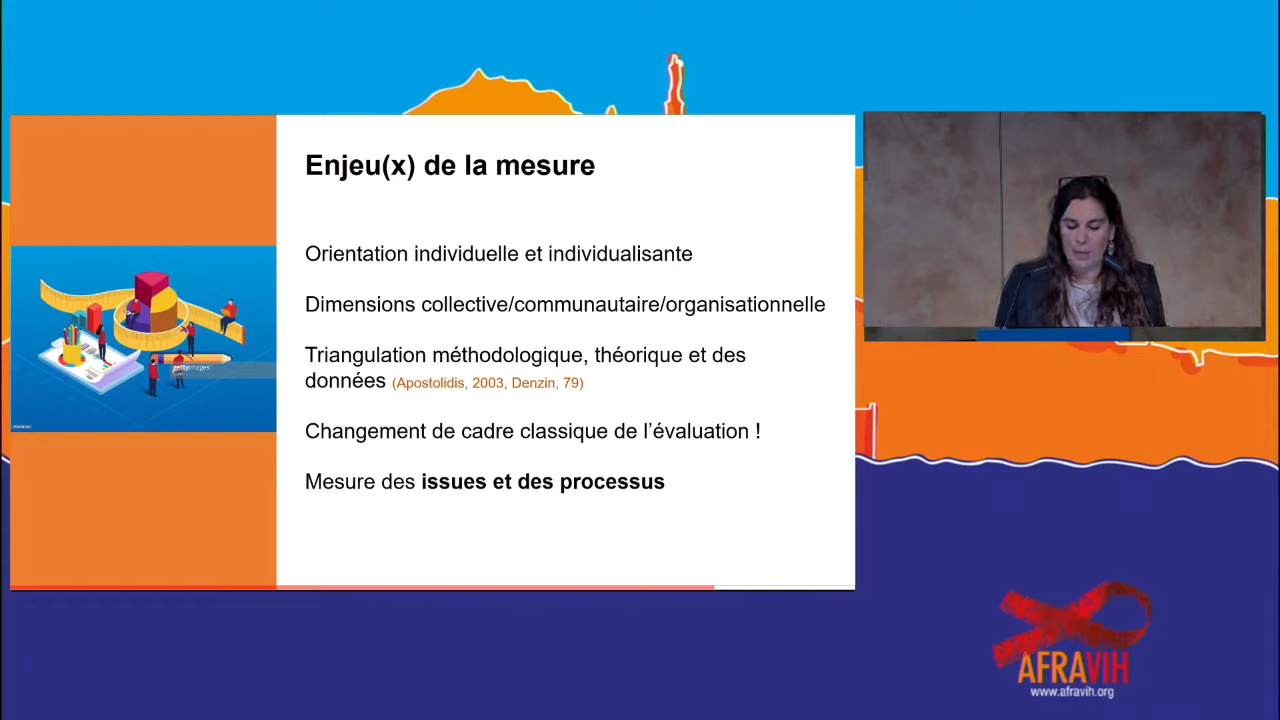 Enjeu(x) de la mesure
Orientation individuelle et individualisante
Dimensions collective/communautaire/organisationnelle
Triangulation méthodologique, théorique et des
données (Apostolidis, 2003, Denzin, 79)
Changement de cadre classique de l’évaluation !
Mesure des issues et des processus
gettyimages
AFRAVIH
www.afravih.org